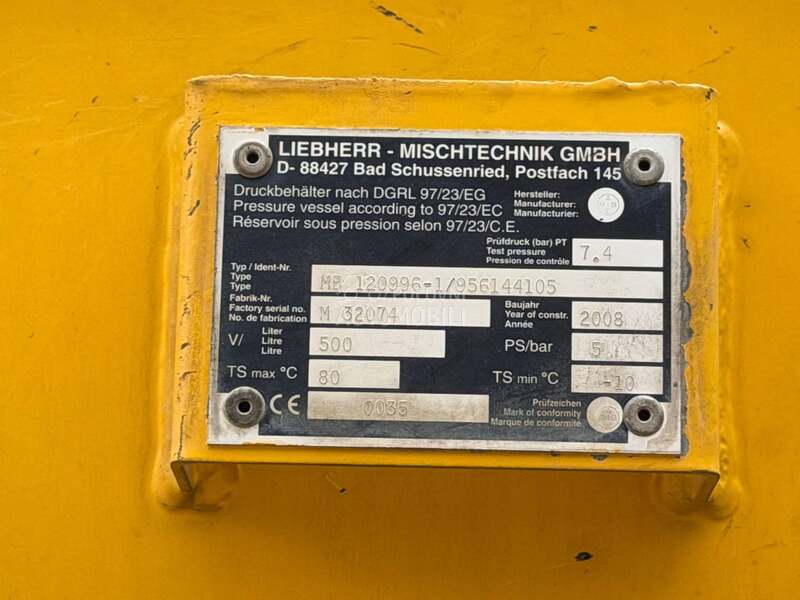 LIEBHERR - MISCHTECHNIK GMBH
D- 88427 Bad Schussenried, Postfach 145
Druckbehälter nach DGRL 97/23/EG
Pressure vessel according to 97/23/EC
Réservoir sous pression selon 97/23/C.E.
Hersteller:
Manufacturer:
Manufacturier:
Prüfdruck (bar) PT
Test pressure
Pression de contrôle
7.4
Typ / Ident-Nr.
Type
Type
120996-1/956144105
Fabrik-Nr.
Factory serial no.
No. de fabrication
M 32074
Baujahr
Year of constr.
Année
2008
V/
Liter
Litre
Litre
500
PS/bar
5
TS max °C
80
TS min °C
-10
CE
0035
Prüfzeichen
Mark of conformity
Marque de conformité